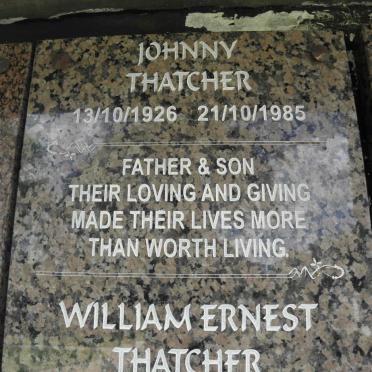 JOHNNY
THATCHER
13/10/1926 21/10/1985
FATHER & SON
THEIR LOVING AND GIVING
MADE THEIR LIVES MORE
THAN WORTH LIVING.
WILLIAM ERNEST
THATCHER